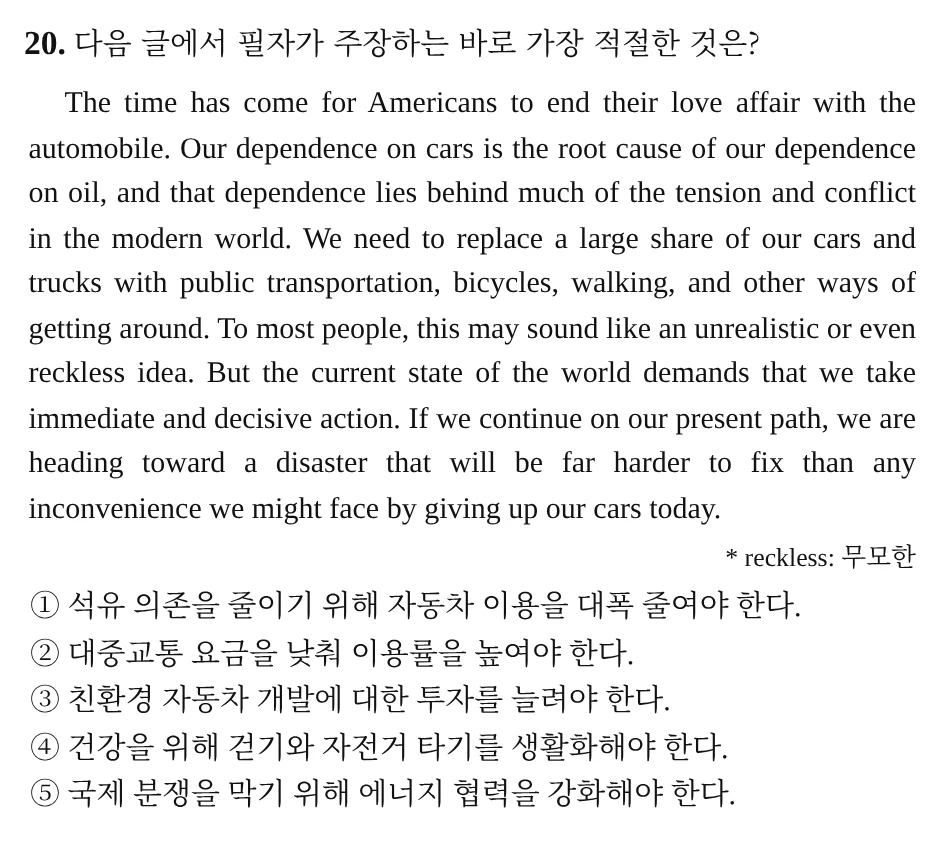 20. 다음 글에서 필자가 주장하는 바로 가장 적절한 것은?
The time has come for Americans to end their love affair with the
automobile. Our dependence on cars is the root cause of our dependence
on oil, and that dependence lies behind much of the tension and conflict
in the modern world. We need to replace a large share of our cars and
trucks with public transportation, bicycles, walking, and other ways of
getting around. To most people, this may sound like an unrealistic or even
reckless idea. But the current state of the world demands that we take
immediate and decisive action. If we continue on our present path, we are
heading toward a disaster that will be far harder to fix than any
inconvenience we might face by giving up our cars today.
* reckless: 무모한
① 석유 의존을 줄이기 위해 자동차 이용을 대폭 줄여야 한다.
② 대중교통 요금을 낮춰 이용률을 높여야 한다.
③ 친환경 자동차 개발에 대한 투자를 늘려야 한다.
④ 건강을 위해 걷기와 자전거 타기를 생활화해야 한다.
⑤ 국제 분쟁을 막기 위해 에너지 협력을 강화해야 한다.